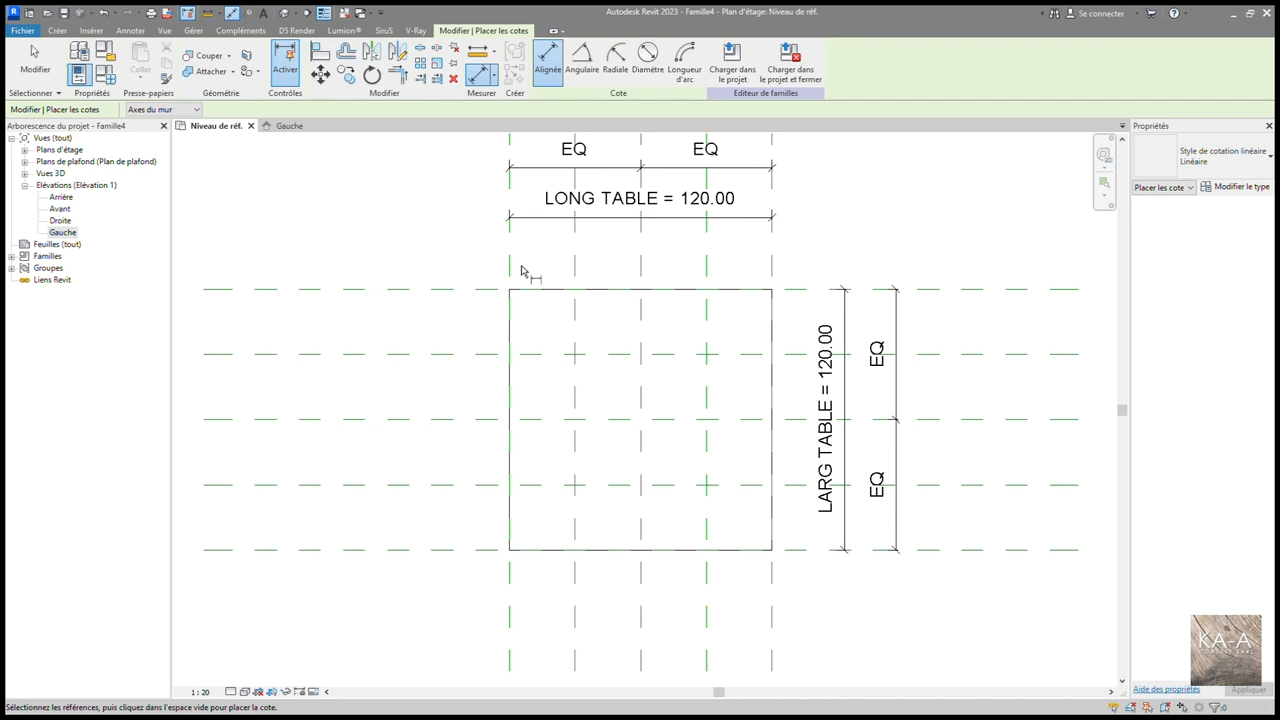 Autodesk Revit 2023 - Famille4 - Plan d'étage: Niveau de réf.
Se connecter
Fichier Créer Insérer Annoter Vue Gérer Compléments D5 Render Lumion® SiruS V-Ray Modifier | Placer les cotes
Modifier
Coller
Couper
Attacher
Activer
Alignée Angulaire Radiale Diamètre Longueur d'arc
Charger dans le projet
Charger dans le projet et fermer
Sélectionner Propriétés Presse-papiers Géométrie Contrôles Modifier Mesurer Créer Cote Editeur de familles
Modifier | Placer les cotes Axes du mur
Arborescence du projet - Famille4
Niveau de réf. Gauche
Propriétés
Vues (tout)
Plans d'étage
Plans de plafond (Plan de plafond)
Vues 3D
Elévations (Elévation 1)
Arrière
Avant
Droite
Gauche
Feuilles (tout)
Familles
Groupes
Liens Revit
EQ EQ
LONG TABLE = 120.00
LARG TABLE = 120.00
EQ
EQ
Style de cotation linéaire
Linéaire
Placer les cote Modifier le type
KA-A
CONSULT SARL
1 : 20
Aide des propriétés Appliquer
Sélectionnez les références, puis cliquez dans l'espace vide pour placer la cote.
:0